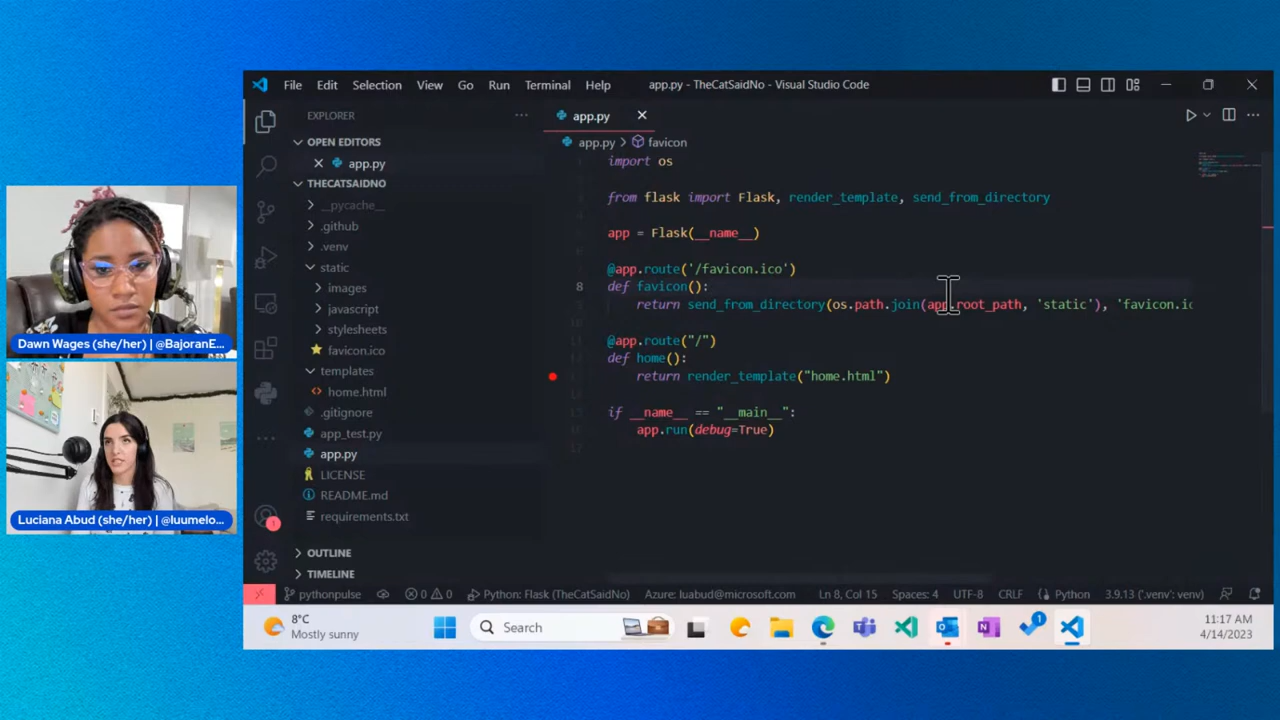 File Edit Selection View Go Run Terminal Help
app.py - TheCatSaidNo - Visual Studio Code
EXPLORER
OPEN EDITORS
app.py
THECATSAIDNO
__pycache__
.github
.venv
static
images
javascript
stylesheets
favicon.ico
templates
home.html
.gitignore
app_test.py
app.py
LICENSE
README.md
requirements.txt
OUTLINE
TIMELINE
app.py
app.py > favicon
import os
from flask import Flask, render_template, send_from_directory
app = Flask(__name__)
@app.route('/favicon.ico')
8 def favicon():
return send_from_directory(os.path.join(app.root_path, 'static'), 'favicon.ic
@app.route("/")
def home():
return render_template("home.html")
if __name__ == "__main__":
app.run(debug=True)
Dawn Wages (she/her) | @BajoranE...
Luciana Abud (she/her) | @luumelo...
1
pythonpulse 0 0 Python: Flask (TheCatSaidNo) Azure: luabud@microsoft.com Ln 8, Col 15 Spaces: 4 UTF-8 CRLF Python 3.9.13 ('.venv': venv)
8°C
Mostly sunny
Search
1
11:17 AM
4/14/2023